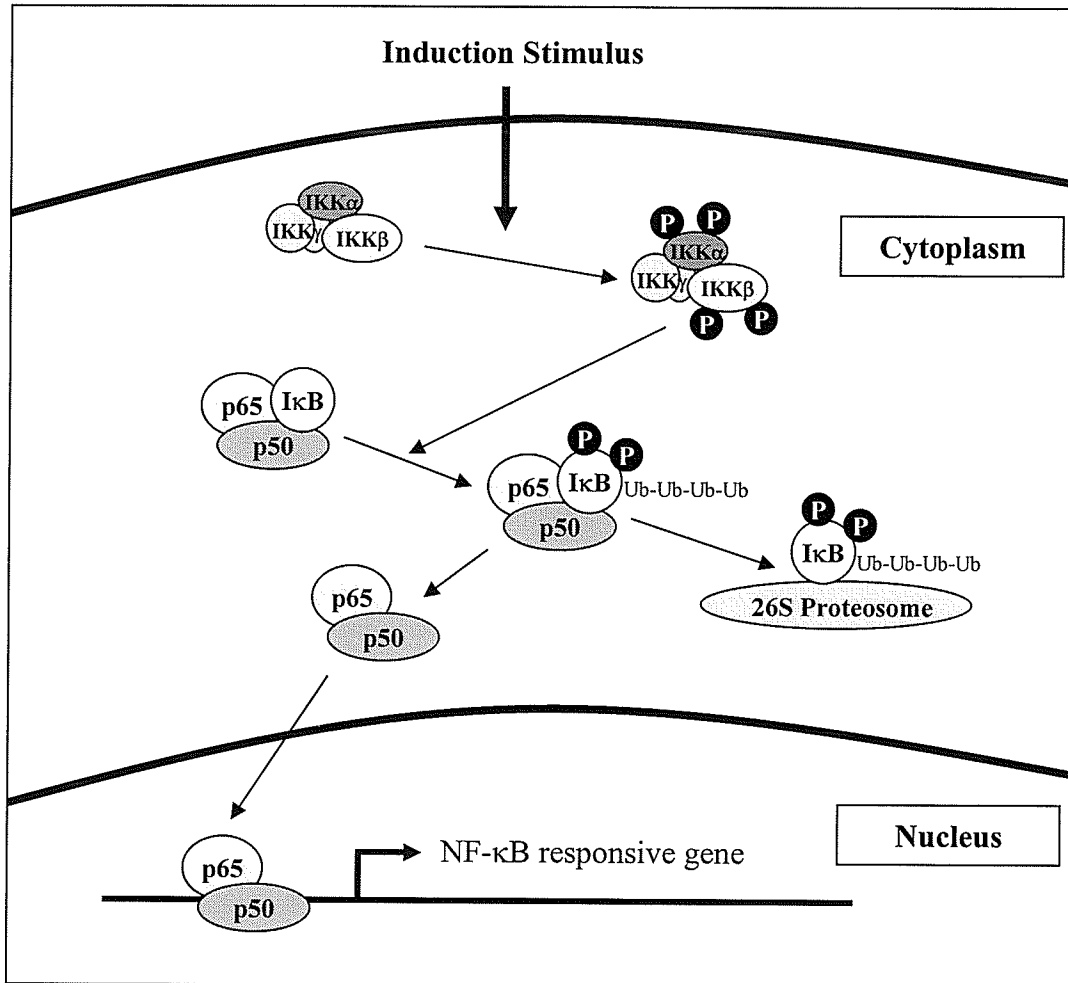 Induction Stimulus
IKKα
IKKγ
IKKβ
P
P
IKKα
IKKγ
IKKβ
P
P
Cytoplasm
p65
IκB
p50
P
P
p65
IκB
Ub-Ub-Ub-Ub
p50
P
P
IκB
Ub-Ub-Ub-Ub
26S Proteosome
p65
p50
Nucleus
NF-κB responsive gene
p65
p50